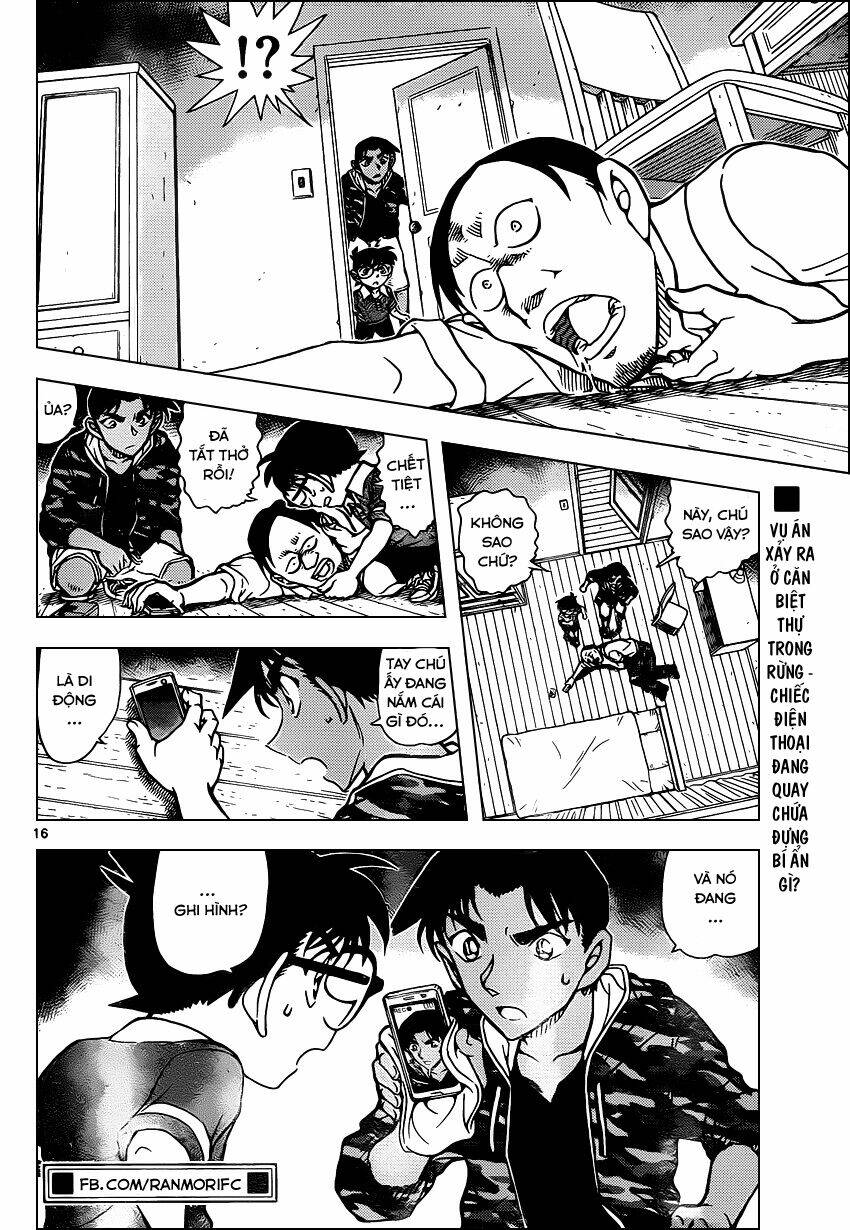 !?
NÀY, CHÚ
SAO VẬY?
KHÔNG
SAO
CHỨ?
CHẾT
TIỆT
...
ĐÃ
TẮT THỞ
RỒI!
ỦA?
TAY CHÚ
ẤY ĐANG
NẮM CÁI
GÌ ĐÓ...
LÀ DI
ĐỘNG
...
VỤ ÁN
XẢY RA
Ở CĂN
BIỆT
THỰ
TRONG
RỪNG -
CHIẾC
ĐIỆN
THOẠI
ĐANG
QUAY
CHỨA
ĐỰNG
BÍ ẨN
GÌ?
16
VÀ NÓ
ĐANG
...
...
GHI HÌNH?
REC
FB.COM/RANMORIFC